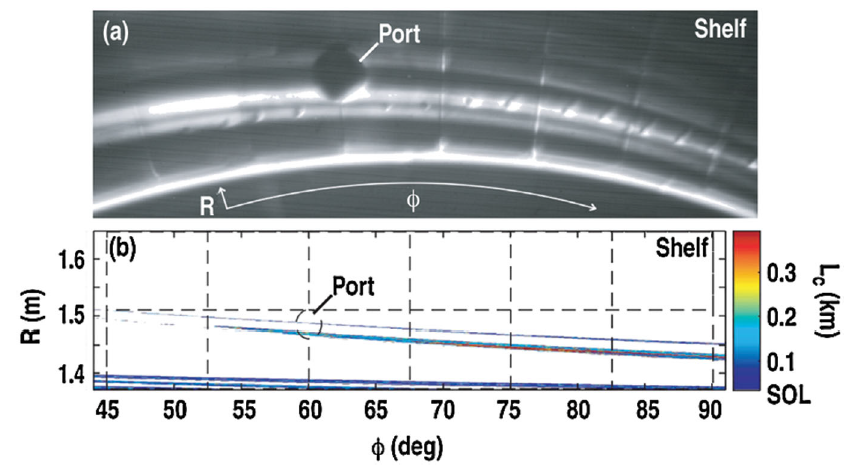 (a) Port Shelf
R ϕ
(b) Port Shelf
1.6
1.5
1.4
R (m)
45 50 55 60 65 70 75 80 85 90
ϕ (deg)
0.3
0.2
0.1
SOL
Lc (km)